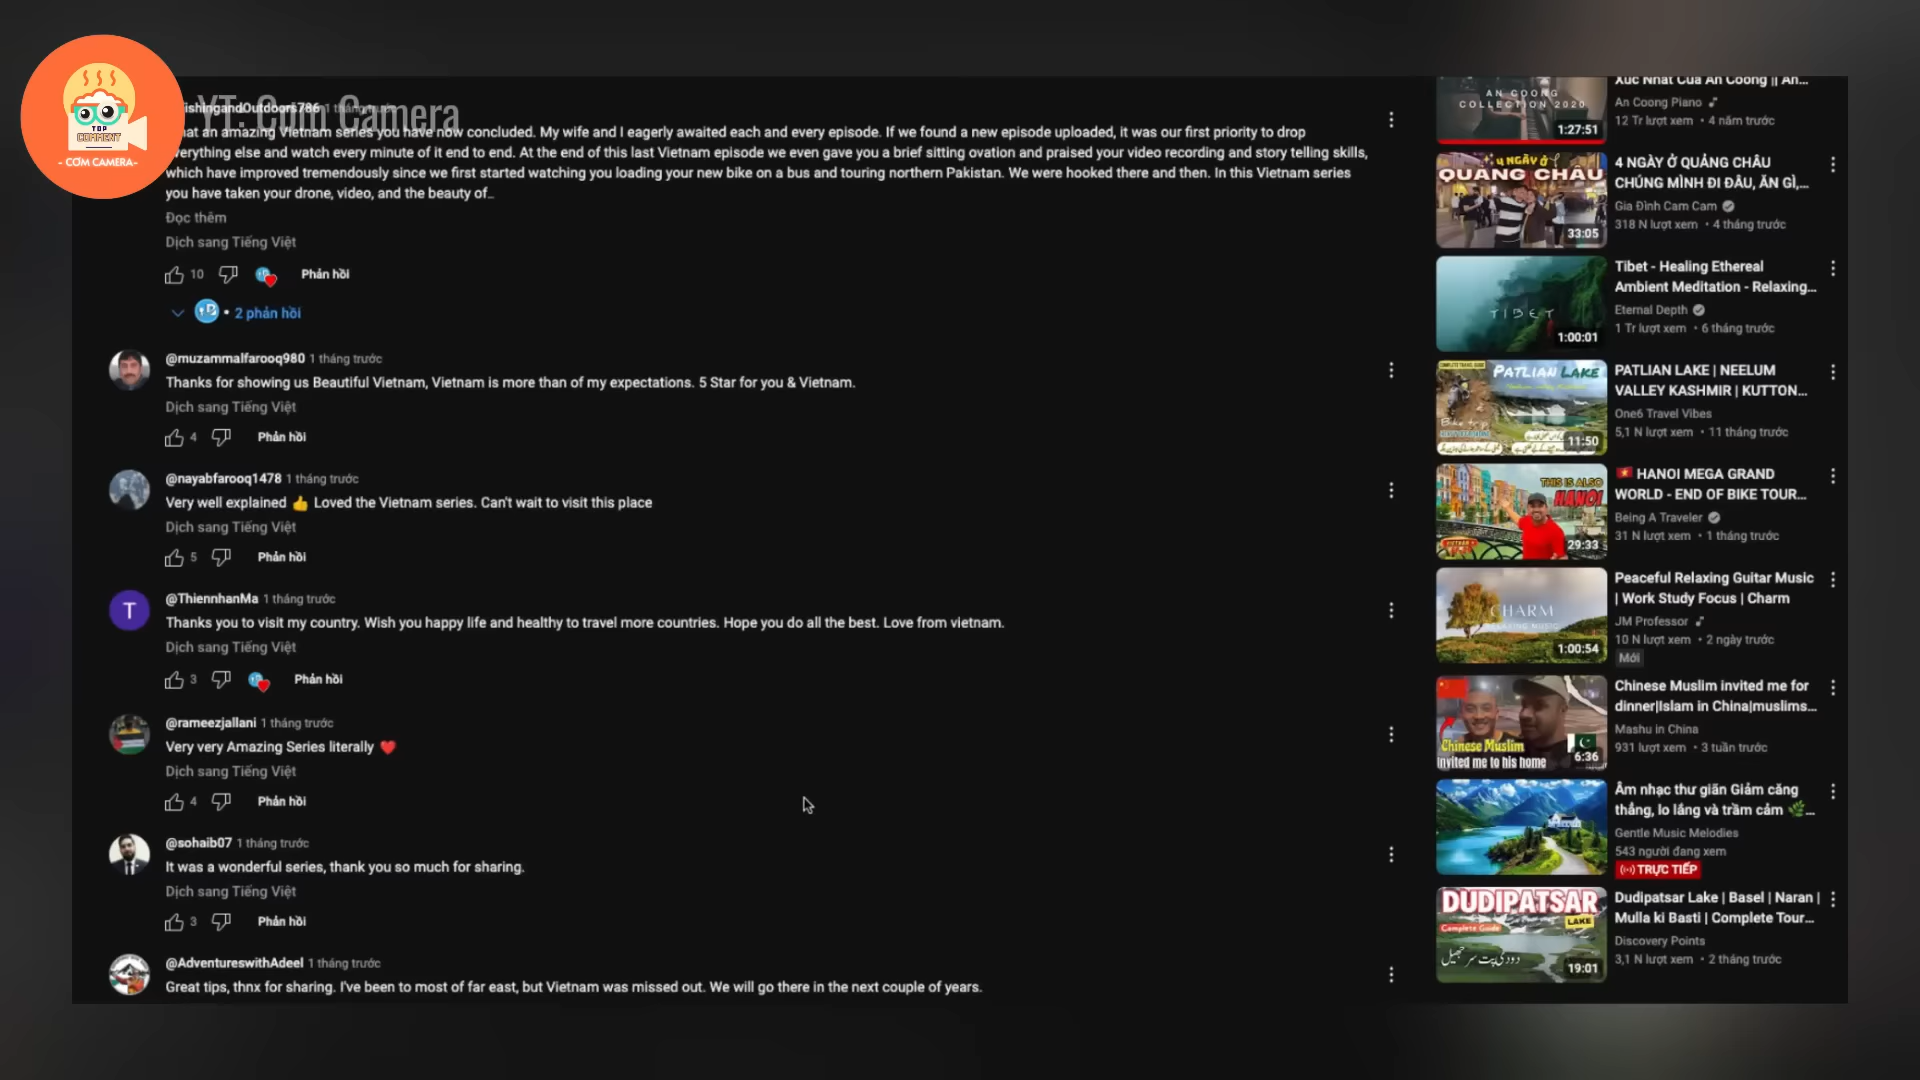 TOP
COMMENT
- CƠM CAMERA-
YT: Cơm Camera
ishingandOutdoors786 1 tháng trước
hat an amazing Vietnam series you have now concluded. My wife and I eagerly awaited each and every episode. If we found a new episode uploaded, it was our first priority to drop
verything else and watch every minute of it end to end. At the end of this last Vietnam episode we even gave you a brief sitting ovation and praised your video recording and story telling skills,
which have improved tremendously since we first started watching you loading your new bike on a bus and touring northern Pakistan. We were hooked there and then. In this Vietnam series
you have taken your drone, video, and the beauty of...
Đọc thêm
Dịch sang Tiếng Việt
10 Phản hồi
• 2 phản hồi
@muzammalfarooq980 1 tháng trước
Thanks for showing us Beautiful Vietnam, Vietnam is more than of my expectations. 5 Star for you & Vietnam.
Dịch sang Tiếng Việt
4 Phản hồi
@nayabfarooq1478 1 tháng trước
Very well explained 👍 Loved the Vietnam series. Can't wait to visit this place
Dịch sang Tiếng Việt
5 Phản hồi
T
@ThiennhanMa 1 tháng trước
Thanks you to visit my country. Wish you happy life and healthy to travel more countries. Hope you do all the best. Love from vietnam.
Dịch sang Tiếng Việt
3 Phản hồi
@rameezjallani 1 tháng trước
Very very Amazing Series literally ❤️
Dịch sang Tiếng Việt
4 Phản hồi
@sohaib07 1 tháng trước
It was a wonderful series, thank you so much for sharing.
Dịch sang Tiếng Việt
3 Phản hồi
@AdventureswithAdeel 1 tháng trước
Great tips, thnx for sharing. I've been to most of far east, but Vietnam was missed out. We will go there in the next couple of years.
AN COONG
COLLECTION 2020
1:27:51
Xúc Nhất Của An Coong || An...
An Coong Piano
12 Tr lượt xem • 4 năm trước
4 NGÀY Ở
QUẢNG CHÂU
33:05
4 NGÀY Ở QUẢNG CHÂU
CHÚNG MÌNH ĐI ĐÂU, ĂN GÌ,...
Gia Đình Cam Cam
318 N lượt xem • 4 tháng trước
TIBET
1:00:01
Tibet - Healing Ethereal
Ambient Meditation - Relaxing...
Eternal Depth
1 Tr lượt xem • 6 tháng trước
COMPLETE TRAVEL GUIDE
PATLIAN LAKE
11:50
PATLIAN LAKE | NEELUM
VALLEY KASHMIR | KUTTON...
One6 Travel Vibes
5,1 N lượt xem • 11 tháng trước
THIS IS ALSO
HANOI
29:33
🇻🇳 HANOI MEGA GRAND
WORLD - END OF BIKE TOUR...
Being A Traveler
31 N lượt xem • 1 tháng trước
CHARM
RELAXING MUSIC
1:00:54
Peaceful Relaxing Guitar Music
| Work Study Focus | Charm
JM Professor
10 N lượt xem • 2 ngày trước
Mới
Chinese Muslim
Invited me to his home
6:36
Chinese Muslim invited me for
dinner|Islam in China|muslims...
Mashu in China
931 lượt xem • 3 tuần trước
Âm nhạc thư giãn Giảm căng
thẳng, lo lắng và trầm cảm 🌿...
Gentle Music Melodies
543 người đang xem
TRỰC TIẾP
DUDIPATSAR
LAKE
Complete Guide
دودی پت سر جھیل
19:01
Dudipatsar Lake | Basel | Naran |
Mulla ki Basti | Complete Tour...
Discovery Points
3,1 N lượt xem • 2 tháng trước